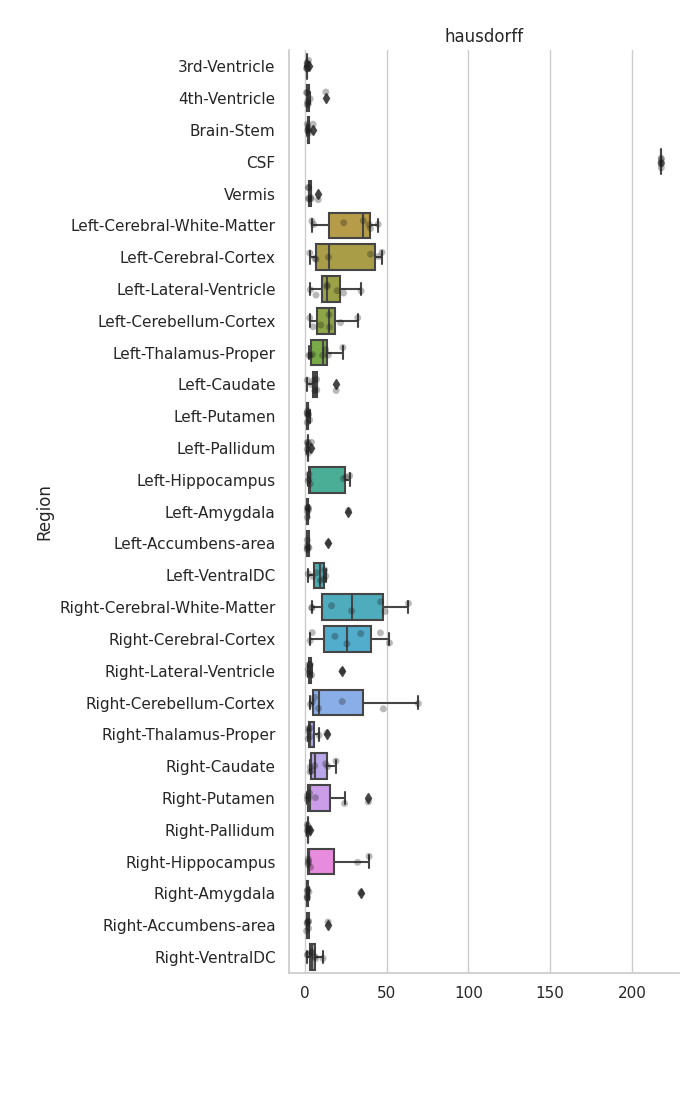 hausdorff
3rd-Ventricle
4th-Ventricle
Brain-Stem
CSF
Vermis
Left-Cerebral-White-Matter
Left-Cerebral-Cortex
Left-Lateral-Ventricle
Left-Cerebellum-Cortex
Left-Thalamus-Proper
Left-Caudate
Left-Putamen
Left-Pallidum
Left-Hippocampus
Left-Amygdala
Left-Accumbens-area
Left-VentralDC
Right-Cerebral-White-Matter
Right-Cerebral-Cortex
Right-Lateral-Ventricle
Right-Cerebellum-Cortex
Right-Thalamus-Proper
Right-Caudate
Right-Putamen
Right-Pallidum
Right-Hippocampus
Right-Amygdala
Right-Accumbens-area
Right-VentralDC
Region
0 50 100 150 200